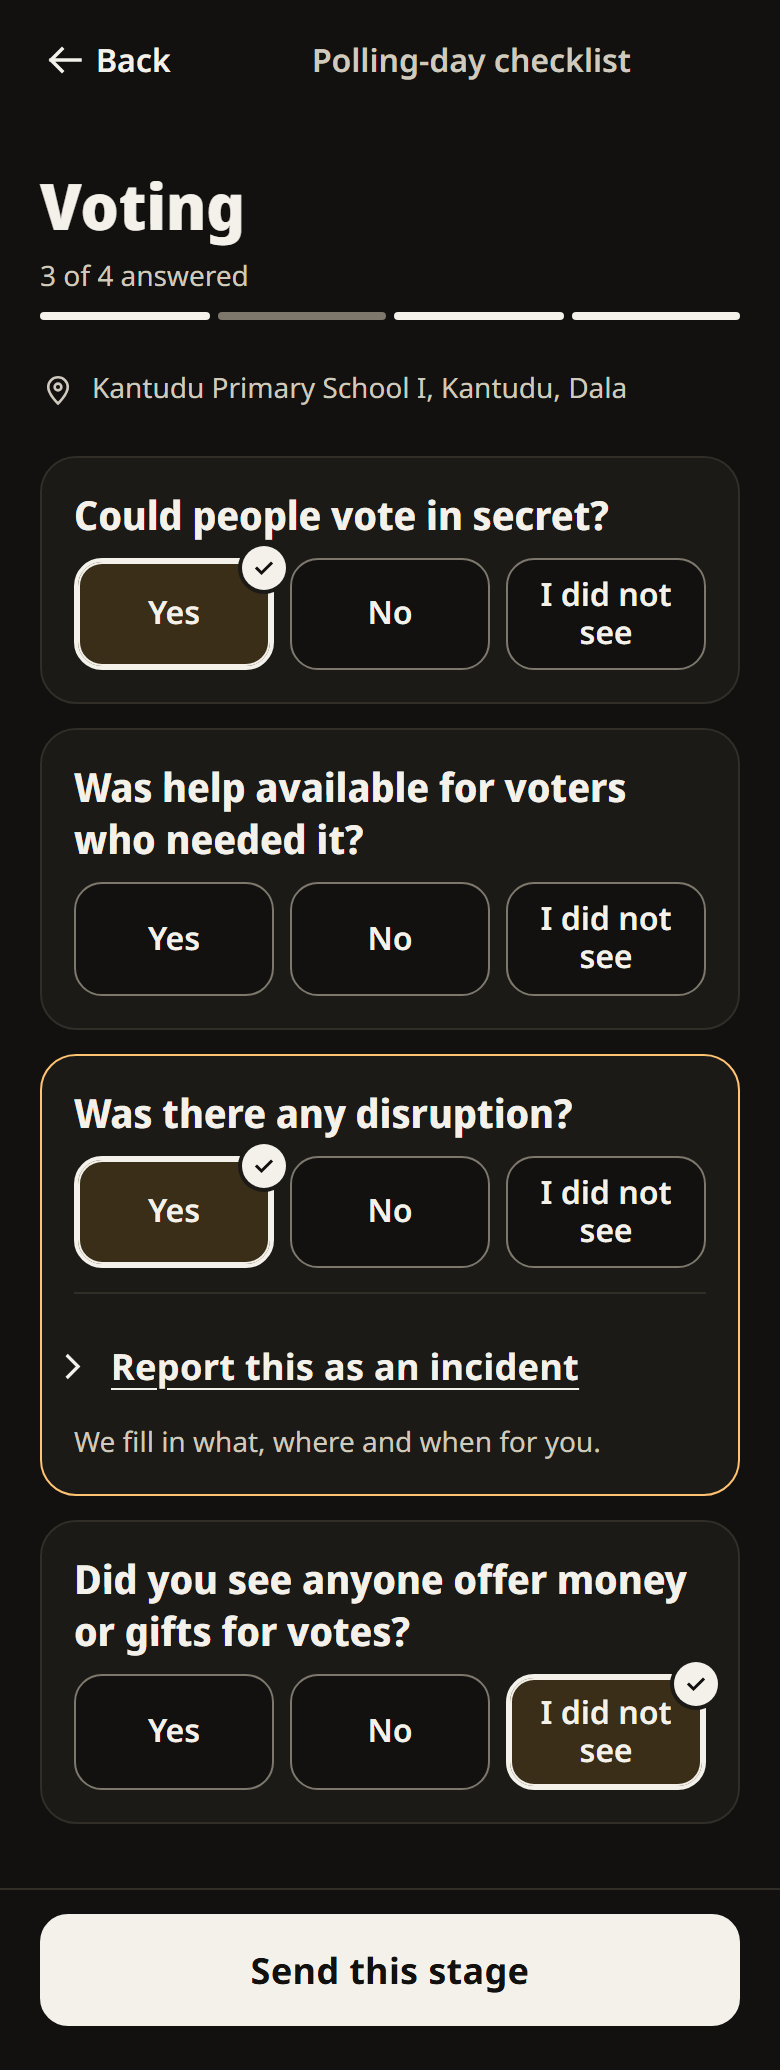 Back
Polling-day checklist
Voting
3 of 4 answered
Kantudu Primary School I, Kantudu, Dala
Could people vote in secret?
Yes
No
I did not
see
Was help available for voters
who needed it?
Yes
No
I did not
see
Was there any disruption?
Yes
No
I did not
see
Report this as an incident
We fill in what, where and when for you.
Did you see anyone offer money
or gifts for votes?
Yes
No
I did not
see
Send this stage